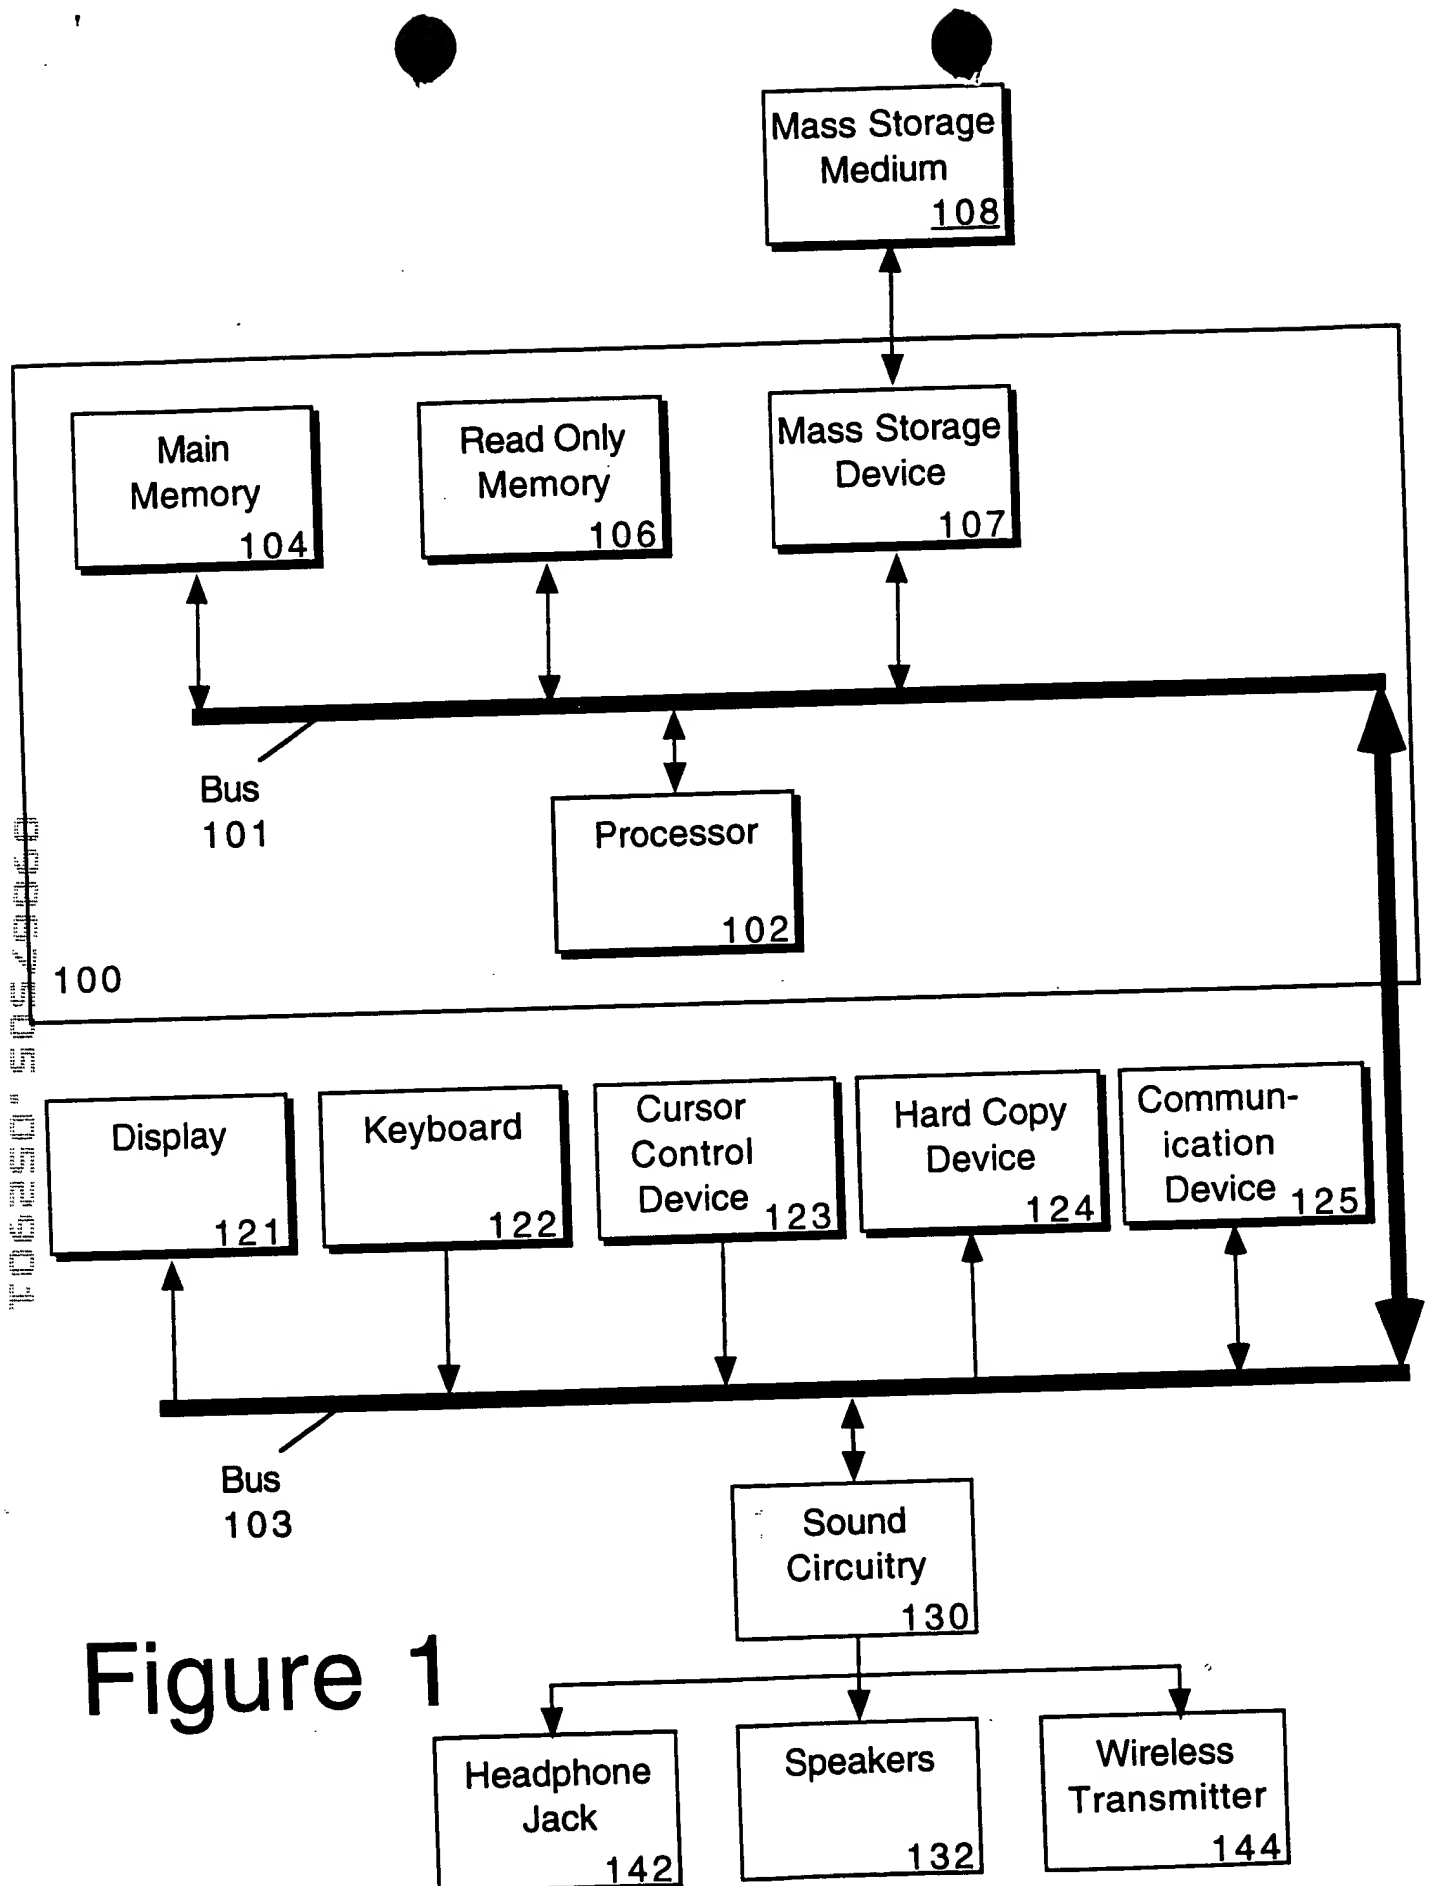 Mass Storage
Medium
108
Main
Memory
104
Read Only
Memory
106
Mass Storage
Device
107
Bus
101
Processor
102
100
Display
121
Keyboard
122
Cursor
Control
Device
123
Hard Copy
Device
124
Commun-
ication
Device
125
Bus
103
Sound
Circuitry
130
Figure 1
Headphone
Jack
142
Speakers
132
Wireless
Transmitter
144